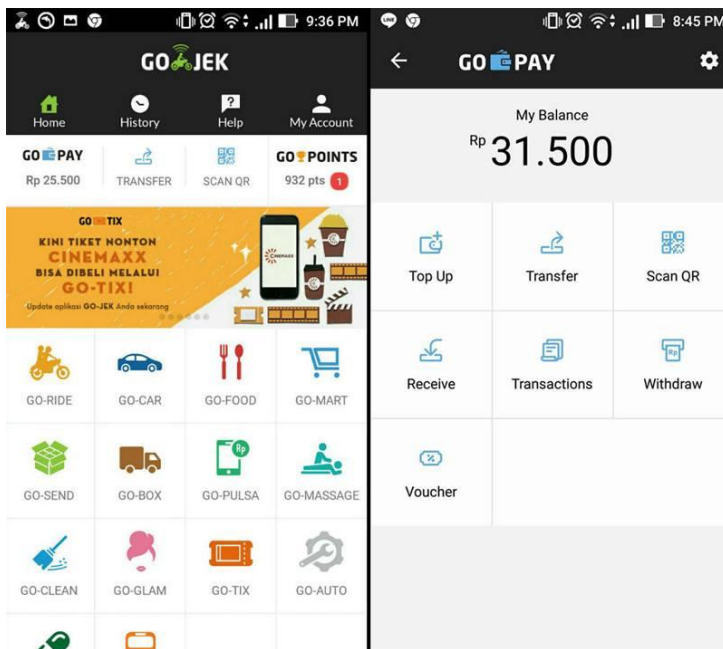 9:36 PM
GO JEK
Home History Help My Account
GO PAY GO POINTS
Rp 25.500 TRANSFER SCAN QR 932 pts 1
GO TIX
KINI TIKET NONTON
CINEMAXX
BISA DIBELI MELALUI
GO-TIX!
Update aplikasi GO-JEK Anda sekarang
CINEMAXX
GO-RIDE GO-CAR GO-FOOD GO-MART
Rp
GO-SEND GO-BOX GO-PULSA GO-MASSAGE
GO-CLEAN GO-GLAM GO-TIX GO-AUTO
LINE 8:45 PM
GO PAY
My Balance
Rp 31.500
Top Up Transfer Scan QR
Rp
Receive Transactions Withdraw
Voucher